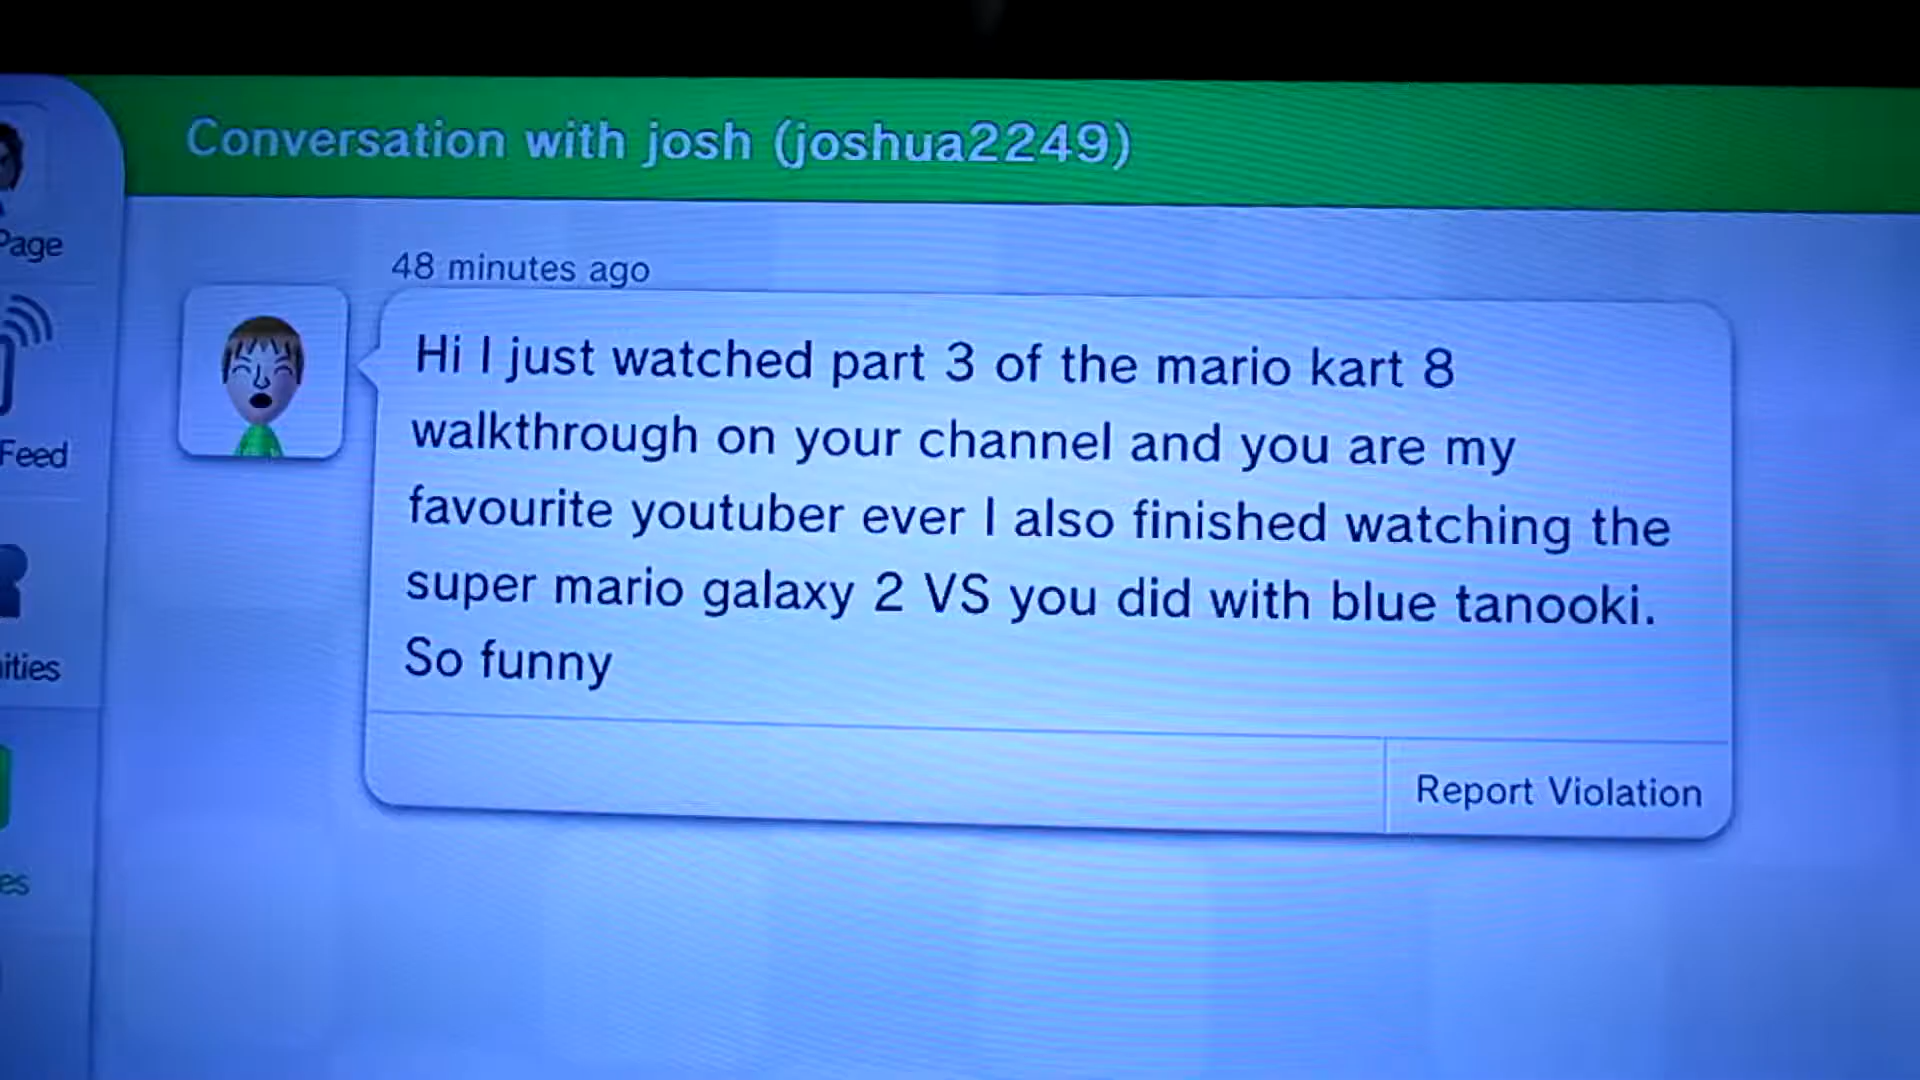 Conversation with josh (joshua2249)
Page
48 minutes ago
Hi I just watched part 3 of the mario kart 8
walkthrough on your channel and you are my
favourite youtuber ever I also finished watching the
super mario galaxy 2 VS you did with blue tanooki.
So funny
Feed
Report Violation